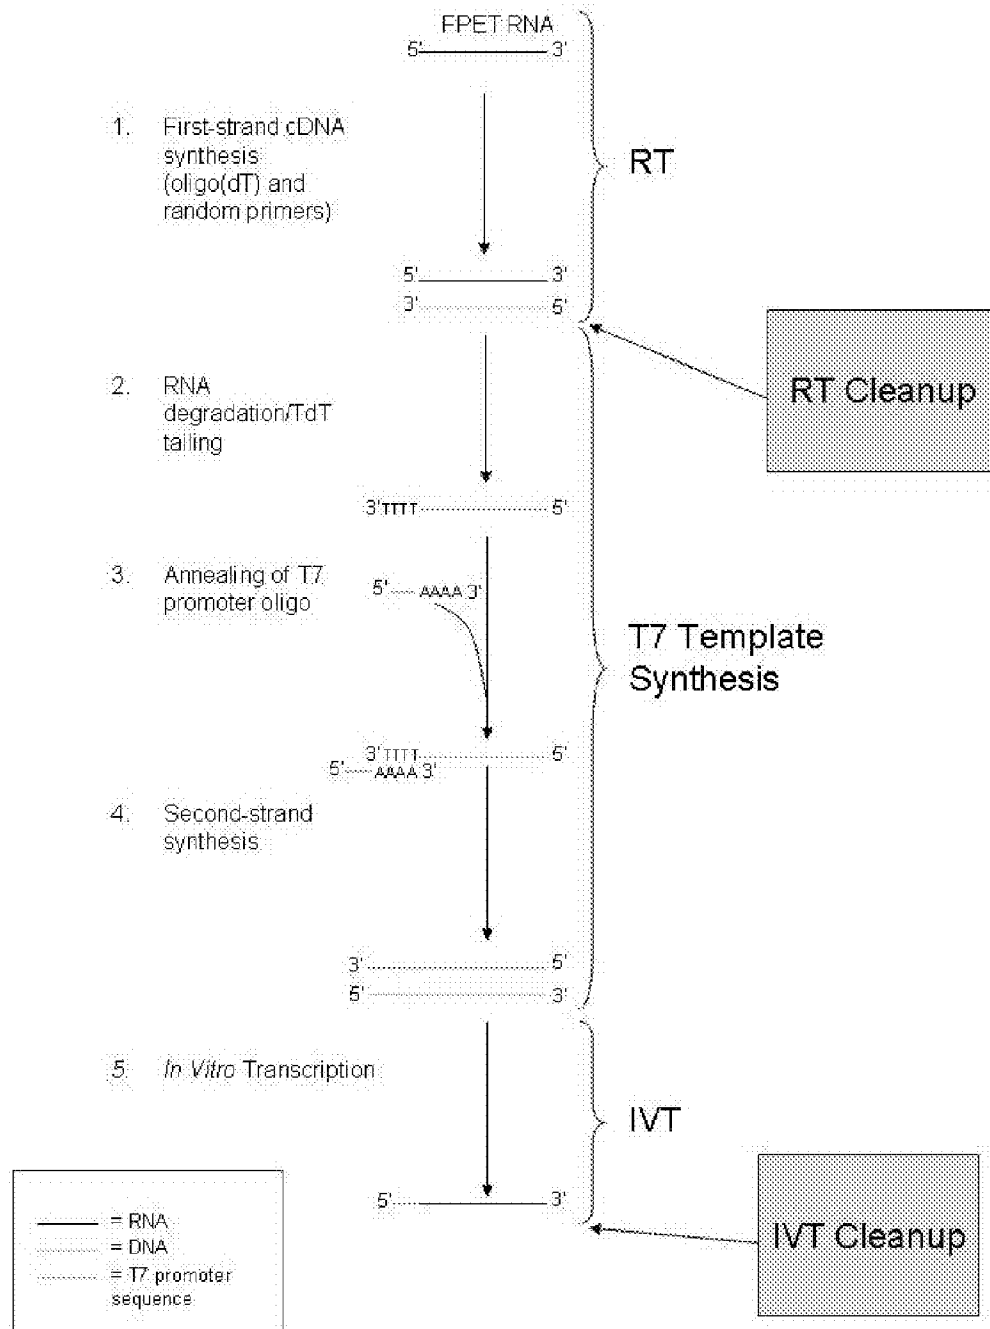 FPET RNA
5' 3'
1. First-strand cDNA
synthesis
(oligo(dT) and
random primers)
RT
5' 3'
3' 5'
RT Cleanup
2. RNA
degradation/TdT
tailing
3'TTTT 5'
3. Annealing of T7
promoter oligo
5' AAAA 3'
T7 Template
Synthesis
3'TTTT 5'
5' AAAA 3'
4. Second-strand
synthesis
3' 5'
5' 3'
5. In Vitro Transcription
IVT
5' 3'
IVT Cleanup
= RNA
= DNA
= T7 promoter
sequence